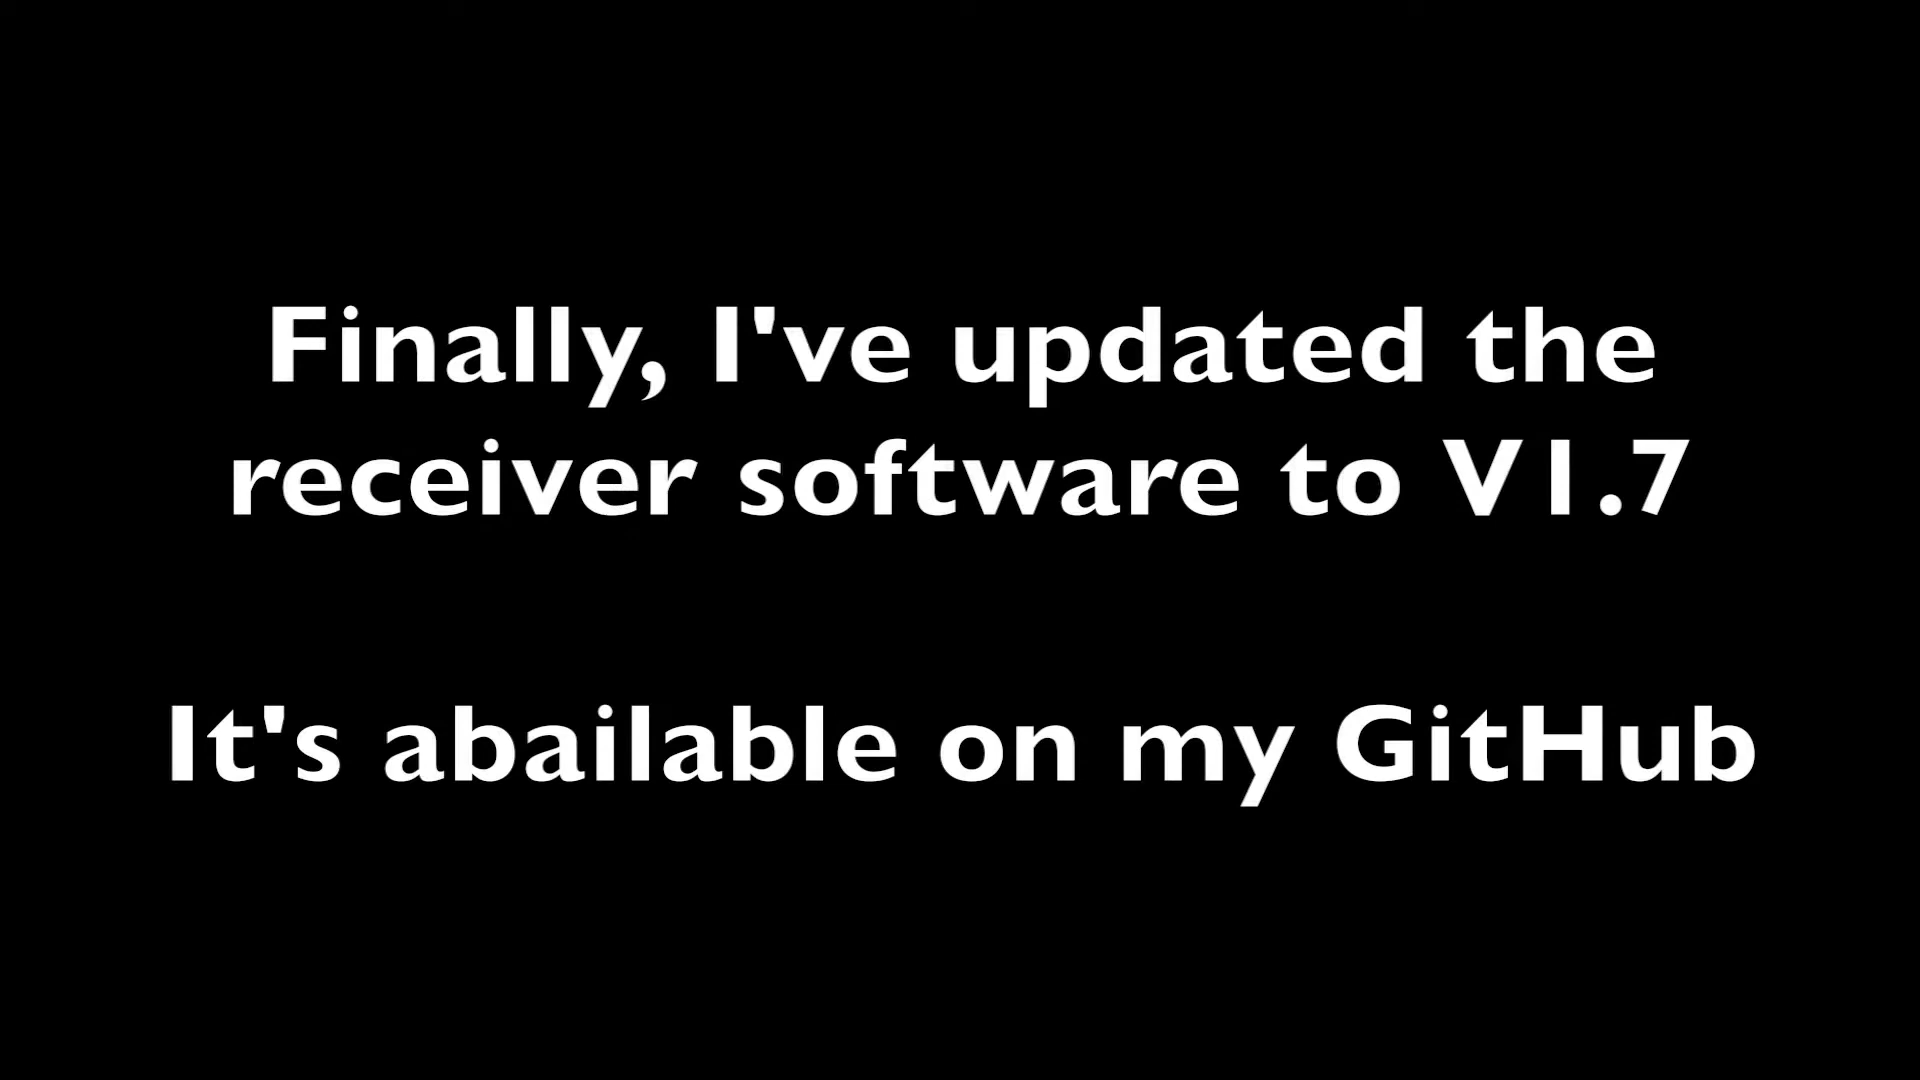 Finally, I've updated the
receiver software to V1.7
It's abailable on my GitHub